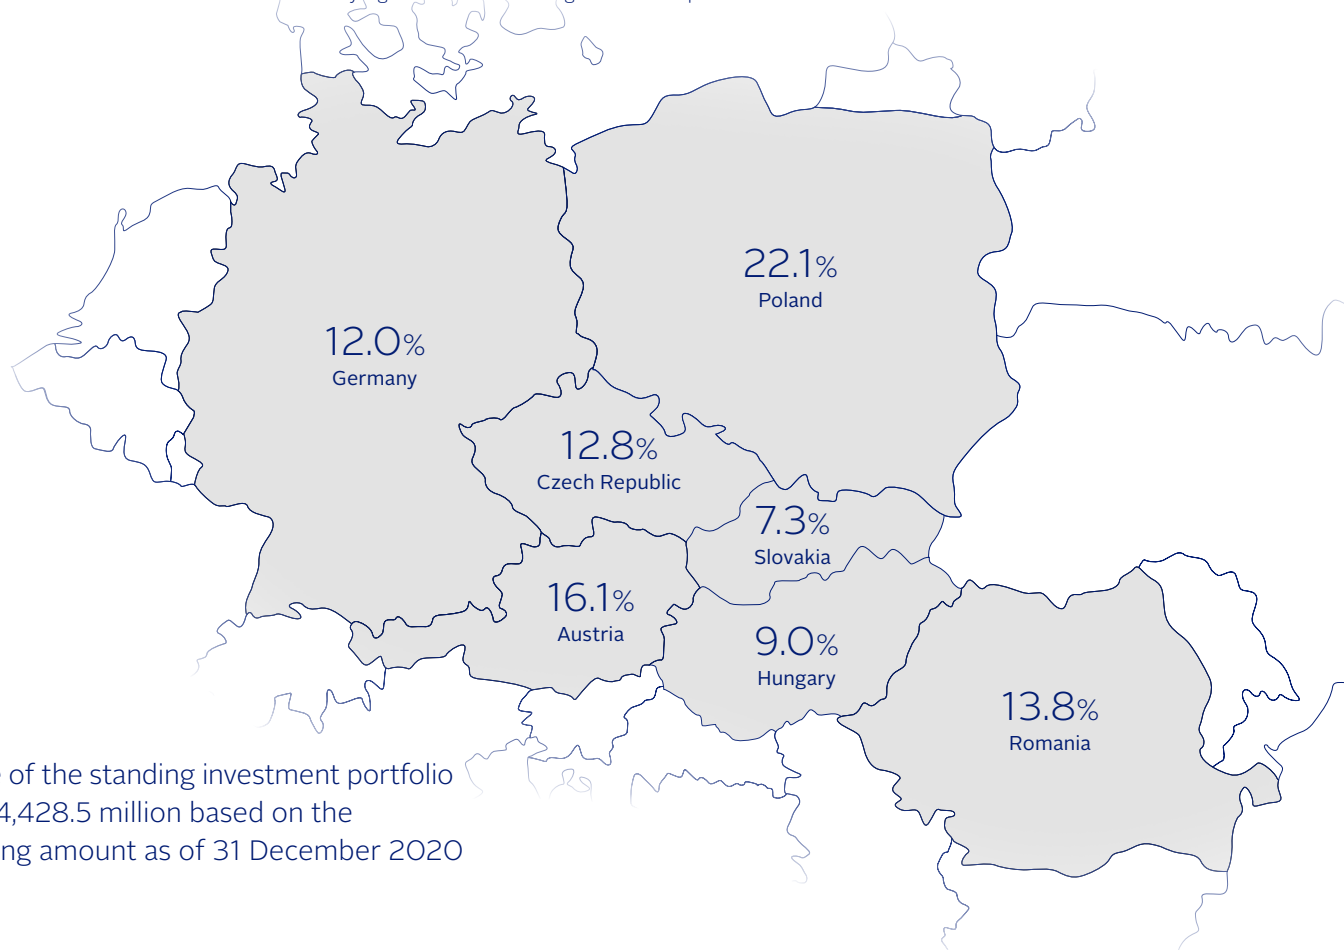 22.1%
Poland
12.0%
Germany
12.8%
Czech Republic
7.3%
Slovakia
16.1%
Austria
9.0%
Hungary
13.8%
Romania
of the standing investment portfolio
4,428.5 million based on the
amount as of 31 December 2020